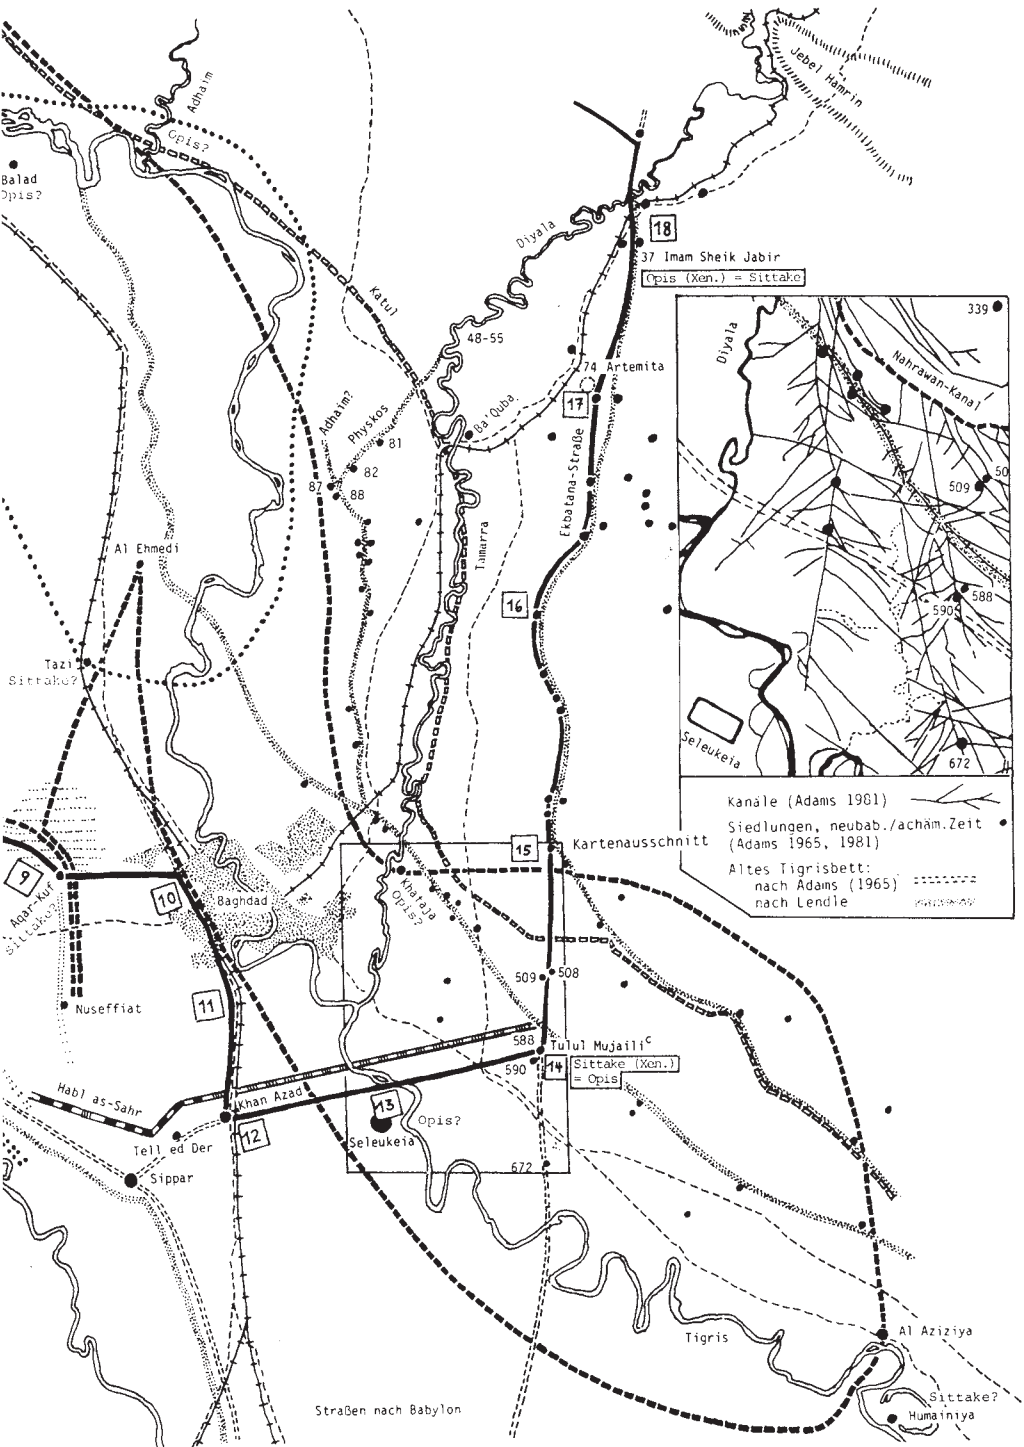 Adhaim
Opis?
Jebel Hamrin
Balad
Opis?
Diyala
18
37 Imam Sheik Jabir
Opis (Xen.) = Sittake
Katul
48-55
74 Artemita
17
Adhaim?
Physkos
81
82
87
88
Ba'Quba
Ekbatana-Straße
Tamarra
Al Ehmedi
16
Tazi
Sittake?
Diyala
339
Nahrawan-Kanal
50
509
588
590
Seleukeia
672
Kanäle (Adams 1981)
Siedlungen, neubab./achäm.Zeit
(Adams 1965, 1981)
Altes Tigrisbett:
nach Adams (1965)
nach Lendle
15
Kartenausschnitt
9
Aqar-Kuf
Sittake?
10
Baghdad
Khafaja
Opis?
11
Nuseffiat
509
508
588
Tulul Mujaili^c
590
14
Sittake (Xen.)
= Opis
Habl as-Sahr
Khan Azad
12
13
Opis?
Seleukeia
Tell ed Der
Sippar
672
Tigris
Al Aziziya
Sittake?
Humainiya
Straßen nach Babylon